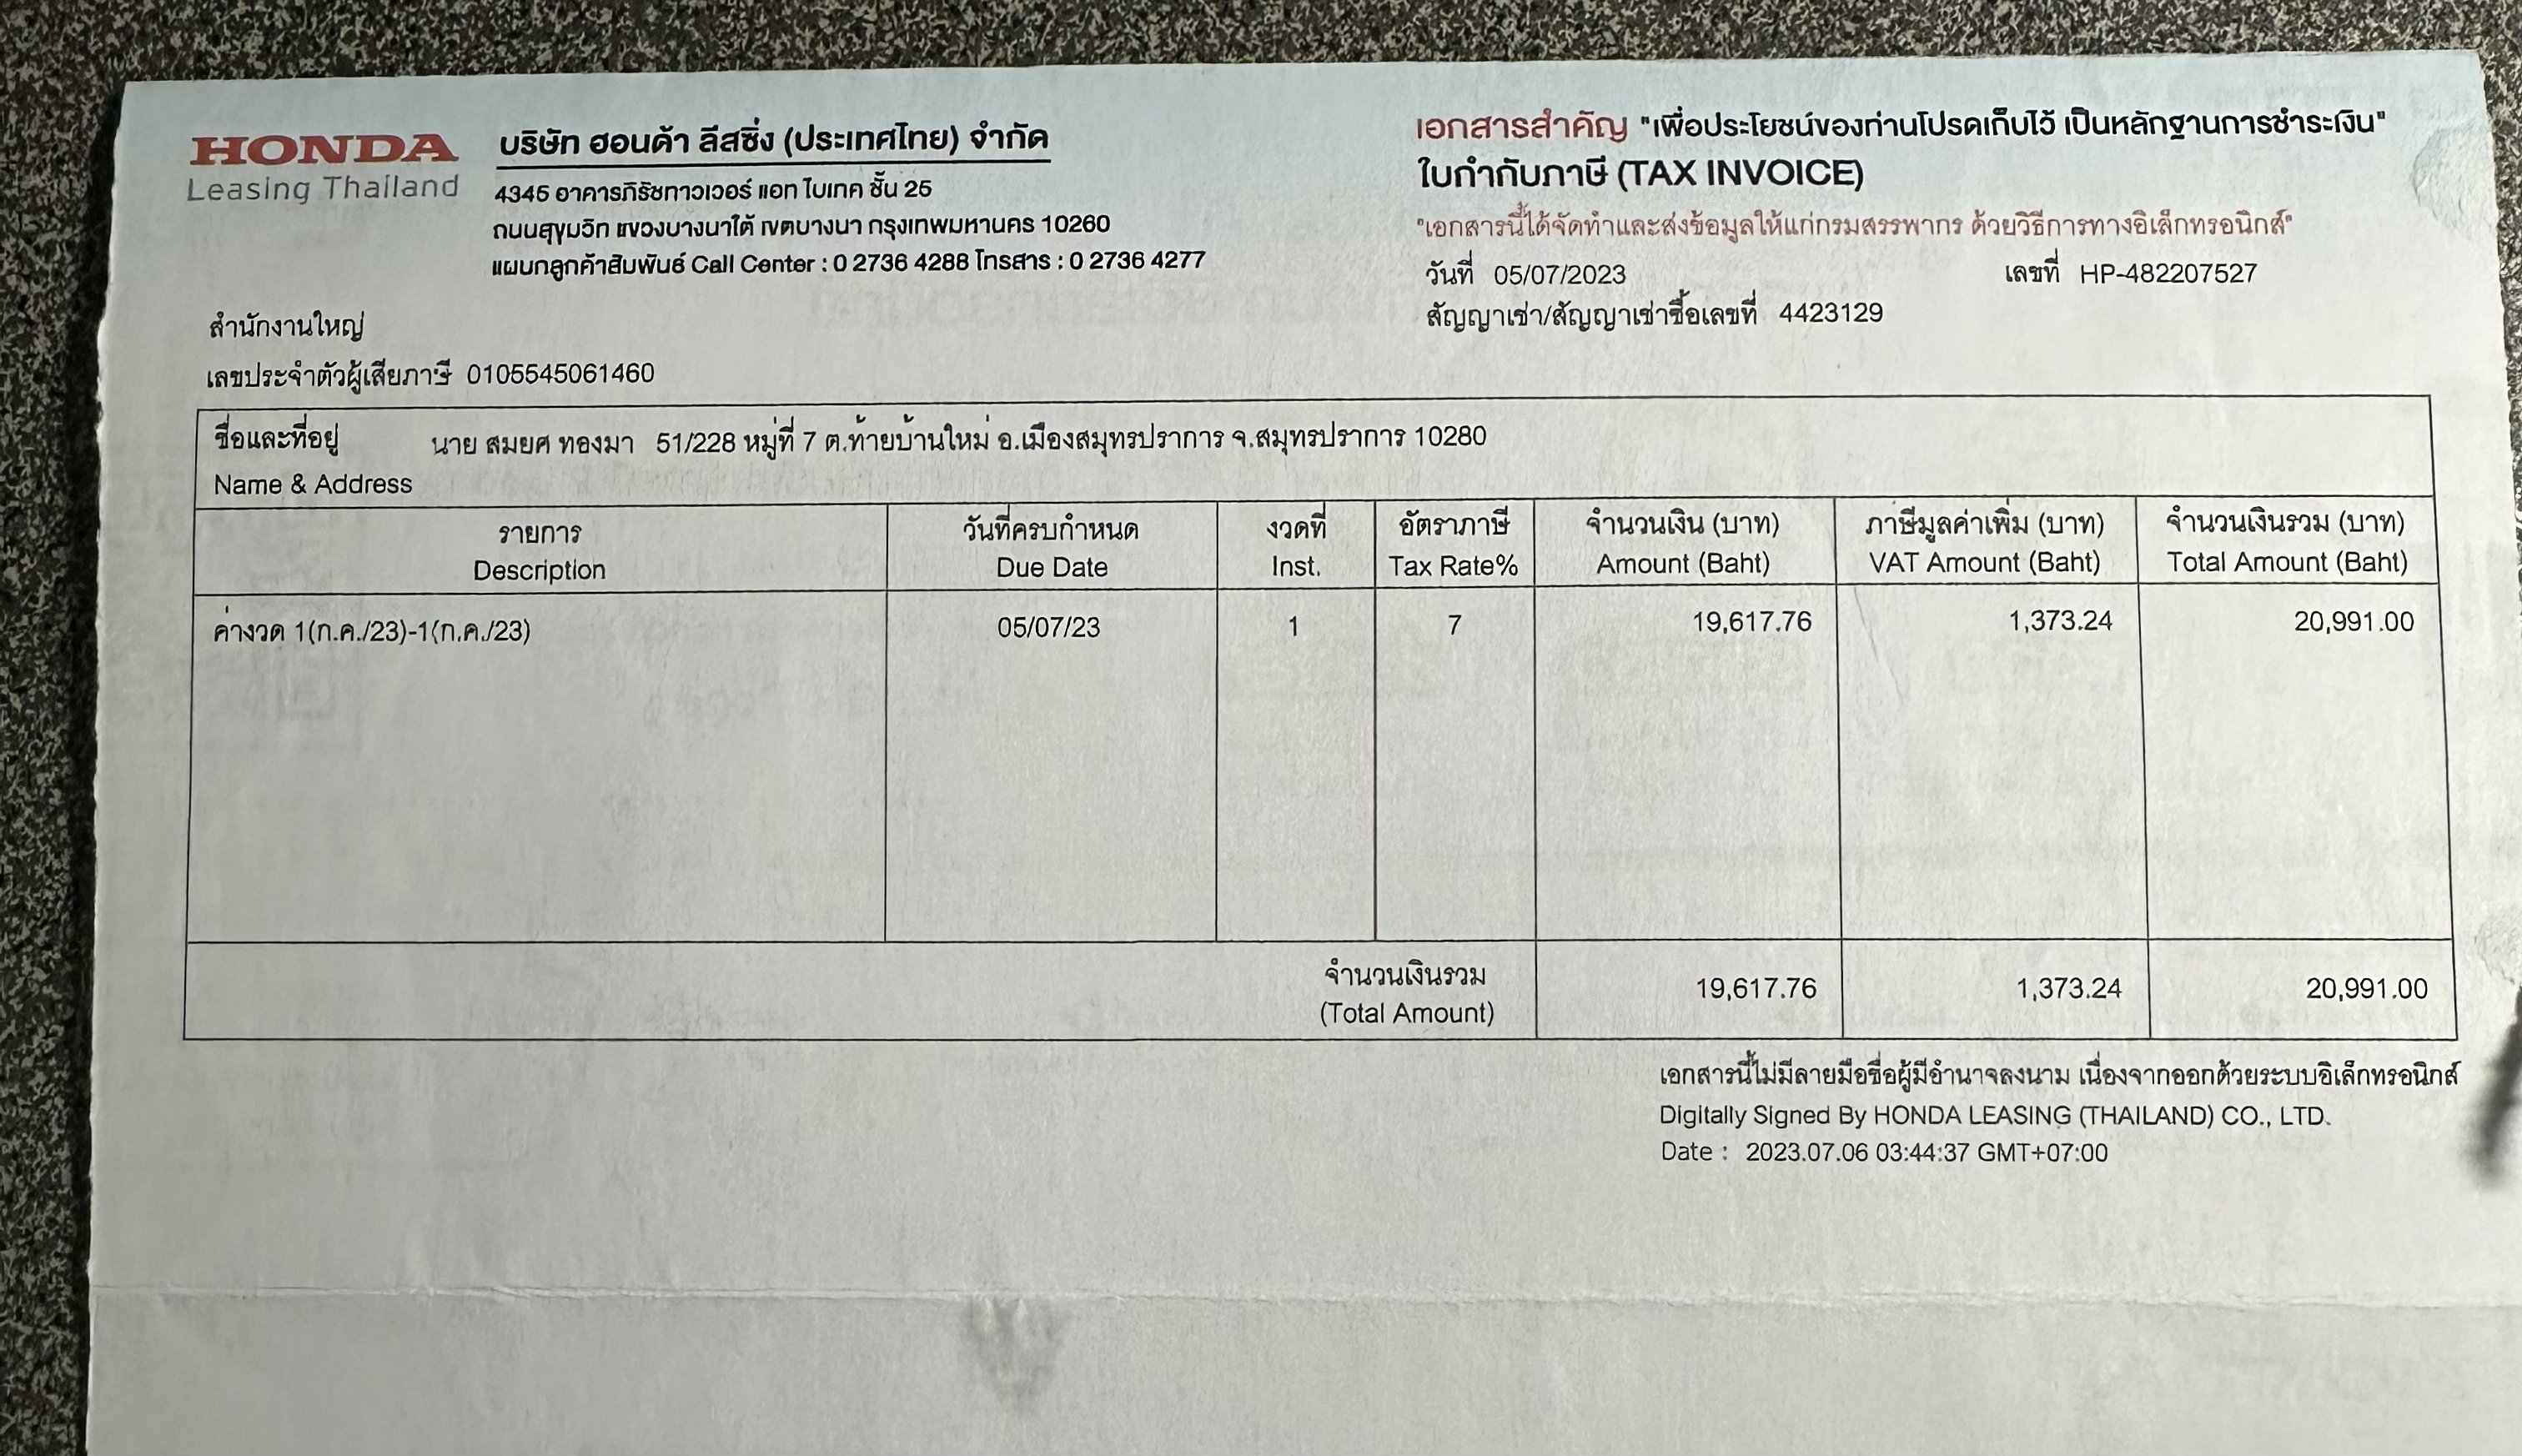 HONDA
Leasing Thailand
บริษัท ฮอนด้า ลีสซิ่ง (ประเทศไทย) จำกัด
4345 อาคารภิรัชทาวเวอร์ แอท ไบเทค ชั้น 25
ถนนสุขุมวิท แขวงบางนาใต้ เขตบางนา กรุงเทพมหานคร 10260
แผนกลูกค้าสัมพันธ์ Call Center : 0 2736 4288 โทรสาร : 0 2736 4277
สำนักงานใหญ่
เลขประจำตัวผู้เสียภาษี 0105545061460
เอกสารสำคัญ "เพื่อประโยชน์ของท่านโปรดเก็บไว้ เป็นหลักฐานการชำระเงิน"
ใบกำกับภาษี (TAX INVOICE)
"เอกสารนี้ได้จัดทำและส่งข้อมูลให้แก่กรมสรรพากร ด้วยวิธีการทางอิเล็กทรอนิกส์"
วันที่ 05/07/2023 เลขที่ HP-482207527
สัญญาเช่า/สัญญาเช่าซื้อเลขที่ 4423129
ชื่อและที่อยู่ นาย สมยศ ทองมา 51/228 หมู่ที่ 7 ต.ท้ายบ้านใหม่ อ.เมืองสมุทรปราการ จ.สมุทรปราการ 10280
Name & Address
รายการ วันที่ครบกำหนด งวดที่ อัตราภาษี จำนวนเงิน (บาท) ภาษีมูลค่าเพิ่ม (บาท) จำนวนเงินรวม (บาท)
Description Due Date Inst. Tax Rate% Amount (Baht) VAT Amount (Baht) Total Amount (Baht)
ค่างวด 1(ก.ค./23)-1(ก.ค./23) 05/07/23 1 7 19,617.76 1,373.24 20,991.00
จำนวนเงินรวม
(Total Amount) 19,617.76 1,373.24 20,991.00
เอกสารนี้ไม่มีลายมือชื่อผู้มีอำนาจลงนาม เนื่องจากออกด้วยระบบอิเล็กทรอนิกส์
Digitally Signed By HONDA LEASING (THAILAND) CO., LTD.
Date : 2023.07.06 03:44:37 GMT+07:00